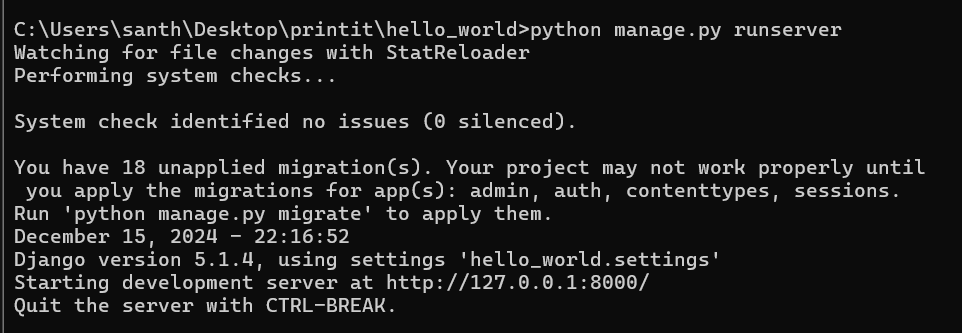 C:\Users\santh\Desktop\printit\hello_world>python manage.py runserver
Watching for file changes with StatReloader
Performing system checks...
System check identified no issues (0 silenced).
You have 18 unapplied migration(s). Your project may not work properly until
you apply the migrations for app(s): admin, auth, contenttypes, sessions.
Run 'python manage.py migrate' to apply them.
December 15, 2024 - 22:16:52
Django version 5.1.4, using settings 'hello_world.settings'
Starting development server at http://127.0.0.1:8000/
Quit the server with CTRL-BREAK.